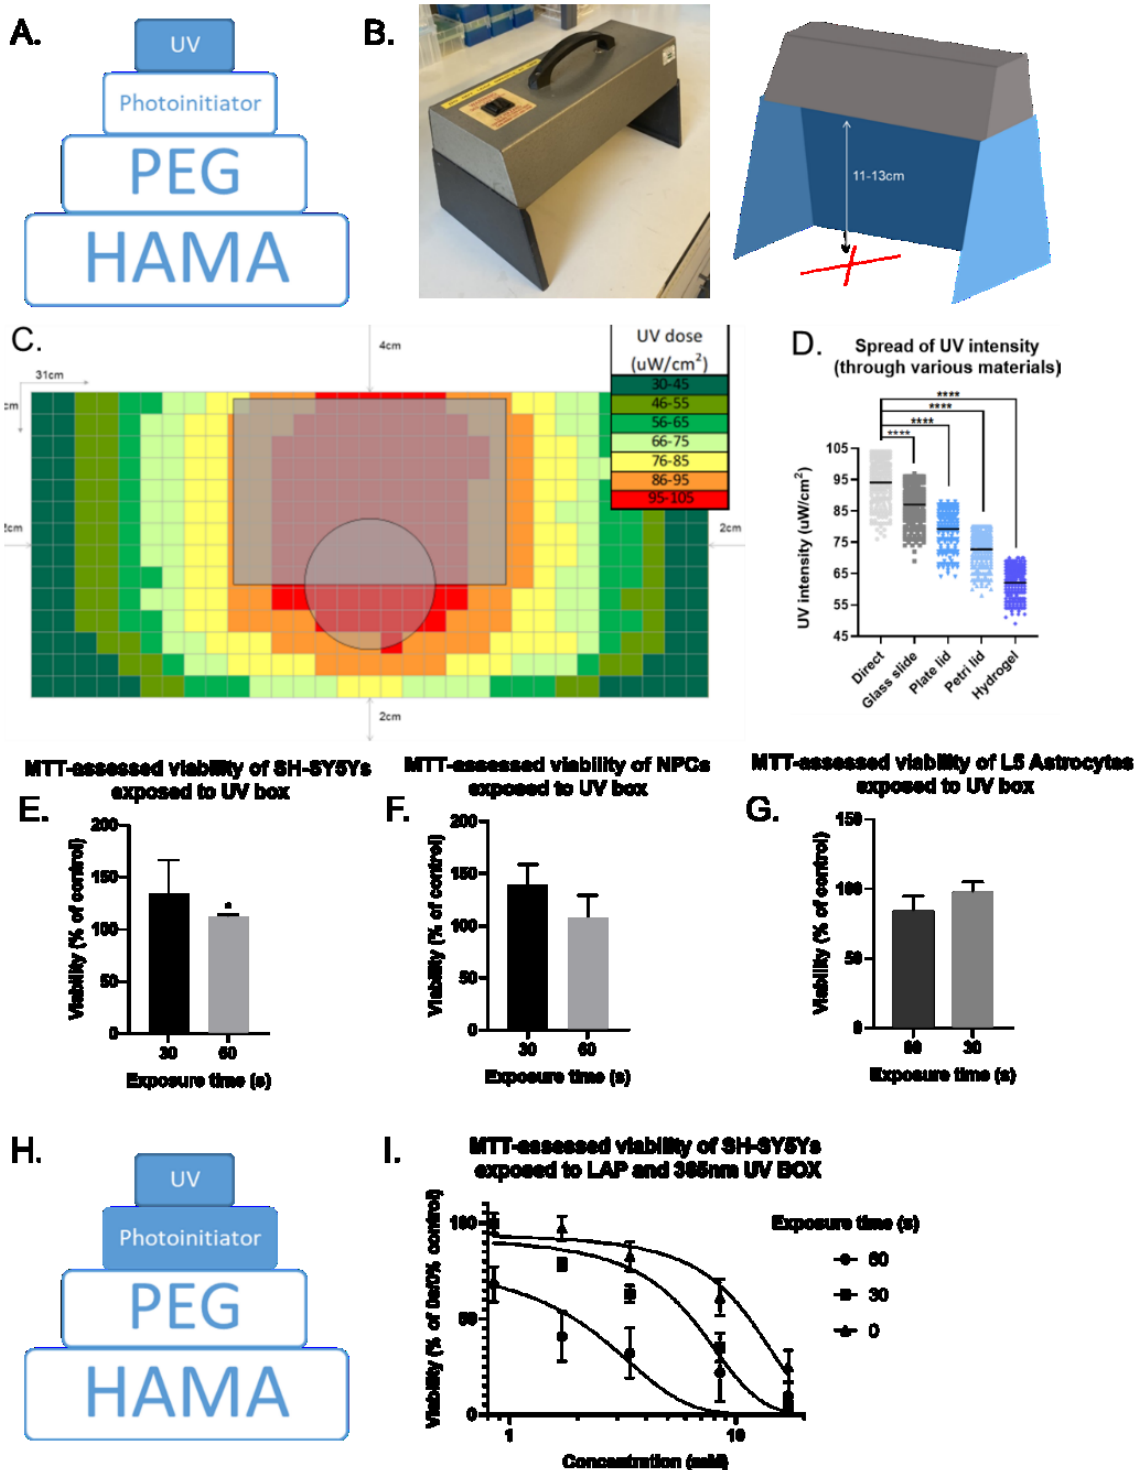 A.
UV
Photoinitiator
PEG
HAMA
B.
11-13cm
C.
4cm
31cm
cm
2cm
2cm
2cm
UV dose
(uW/cm²)
30-45
46-55
56-65
66-75
76-85
86-95
95-105
D.
Spread of UV intensity
(through various materials)
****
****
****
****
UV intensity (uW/cm²)
105
95
85
75
65
55
45
Direct
Glass slide
Plate lid
Petri lid
Hydrogel
MTT-assessed viability of SH-SY5Ys
exposed to UV box
E.
Viability (% of control)
200
150
100
50
0
30
60
Exposure time (s)
MTT-assessed viability of NPCs
exposed to UV box
F.
Viability (% of control)
200
150
100
50
0
30
60
Exposure time (s)
MTT-assessed viability of L5 Astrocytes
exposed to UV box
G.
Viability (% of control)
150
100
50
0
30
Exposure time (s)
H.
UV
Photoinitiator
PEG
HAMA
I.
MTT-assessed viability of SH-SY5Ys
exposed to LAP and 365nm UV BOX
Viability (% of 0s/0% control)
100
50
0
1
10
Concentration (mM)
Exposure time (s)
60
30
0